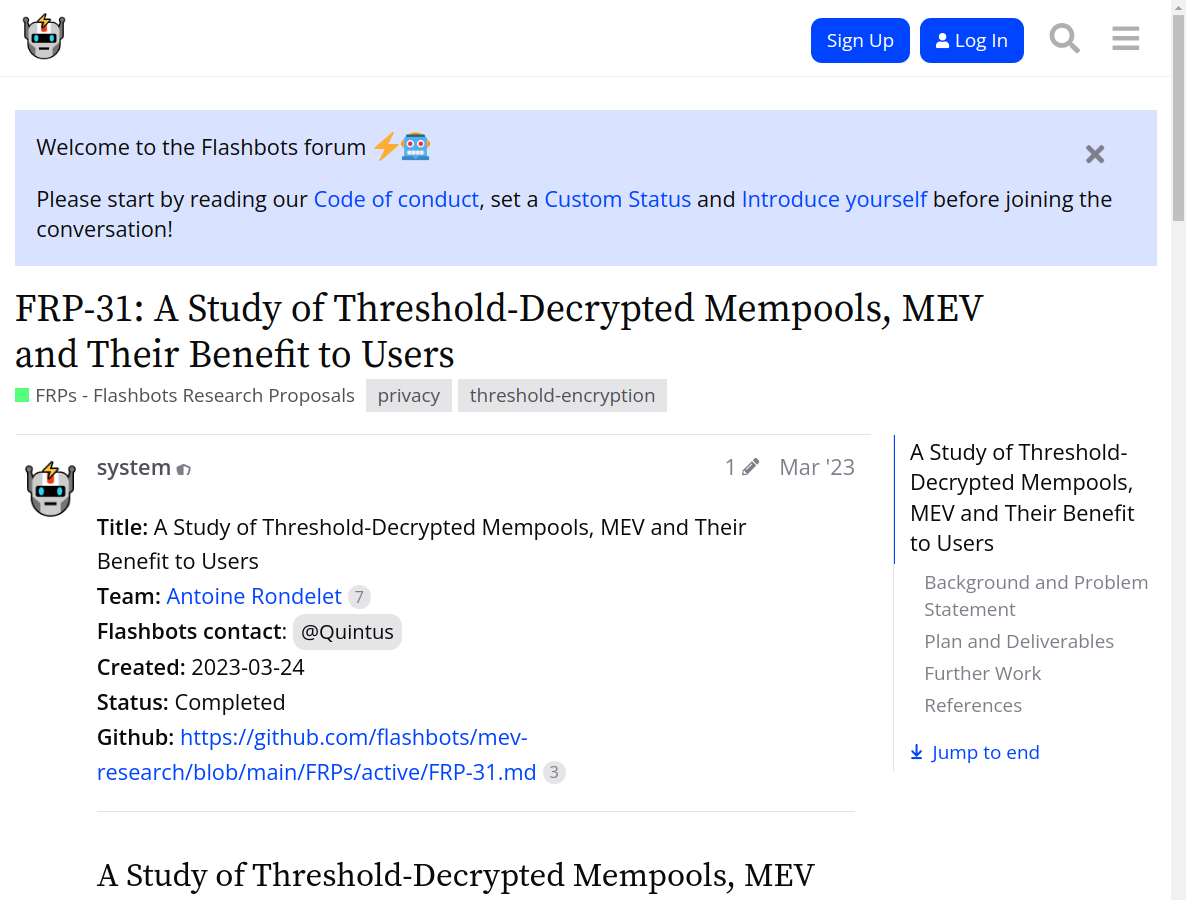 Sign Up
Log In
Welcome to the Flashbots forum
Please start by reading our Code of conduct, set a Custom Status and Introduce yourself before joining the
conversation!
FRP-31: A Study of Threshold-Decrypted Mempools, MEV
and Their Benefit to Users
FRPs - Flashbots Research Proposals privacy threshold-encryption
system 1 Mar '23
Title: A Study of Threshold-Decrypted Mempools, MEV and Their
Benefit to Users
Team: Antoine Rondelet 7
Flashbots contact: @Quintus
Created: 2023-03-24
Status: Completed
Github: https://github.com/flashbots/mev-
research/blob/main/FRPs/active/FRP-31.md 3
A Study of Threshold-Decrypted Mempools, MEV
A Study of Threshold-
Decrypted Mempools,
MEV and Their Benefit
to Users
Background and Problem
Statement
Plan and Deliverables
Further Work
References
Jump to end